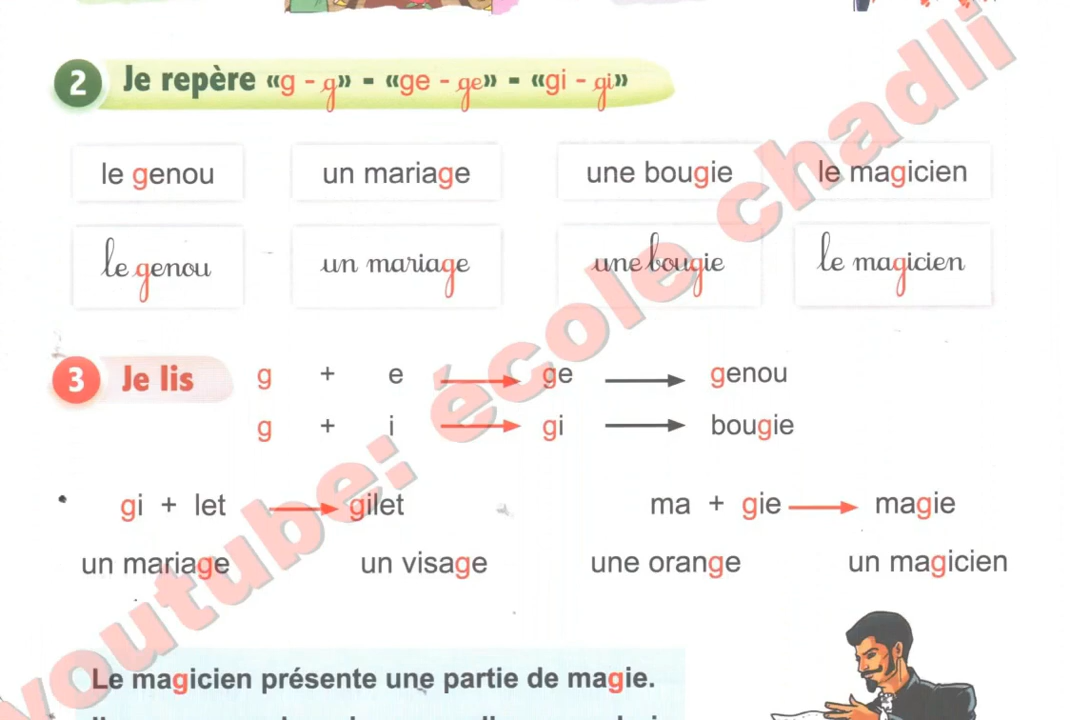 2 Je repère «g - g» - «ge - ge» - «gi - gi»
le genou un mariage une bougie le magicien
le genou un mariage une bougie le magicien
3 Je lis g + e → ge → genou
g + i → gi → bougie
gi + let → gilet ma + gie → magie
un mariage un visage une orange un magicien
Le magicien présente une partie de magie.
youtube: école chadli